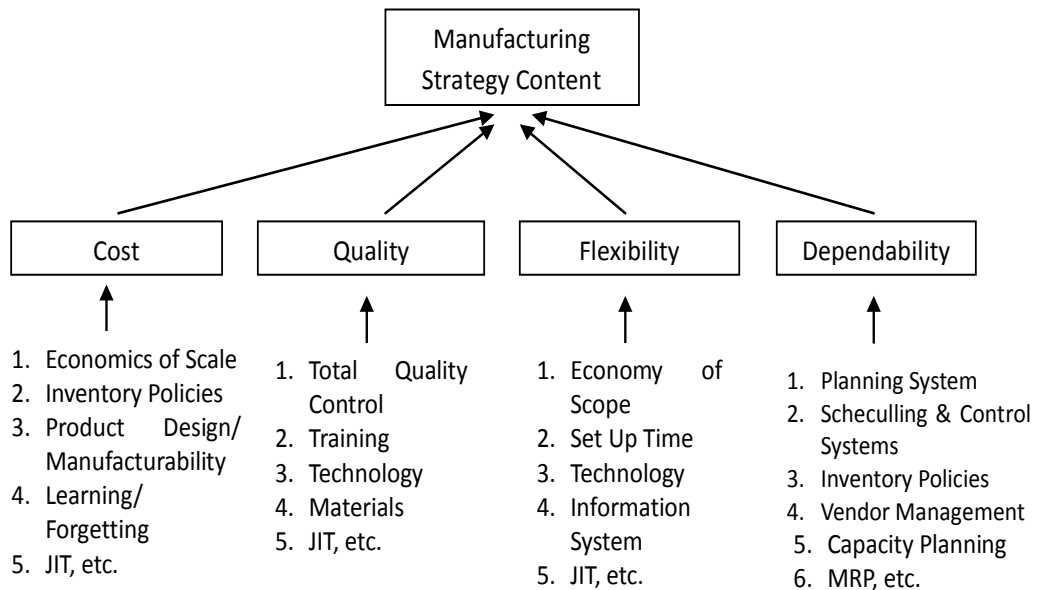 Manufacturing
Strategy Content
Cost
Quality
Flexibility
Dependability
1. Economics of Scale
2. Inventory Policies
3. Product Design/
Manufacturability
4. Learning/
Forgetting
5. JIT, etc.
1. Total Quality
Control
2. Training
3. Technology
4. Materials
5. JIT, etc.
1. Economy of
Scope
2. Set Up Time
3. Technology
4. Information
System
5. JIT, etc.
1. Planning System
2. Scheculling & Control
Systems
3. Inventory Policies
4. Vendor Management
5. Capacity Planning
6. MRP, etc.